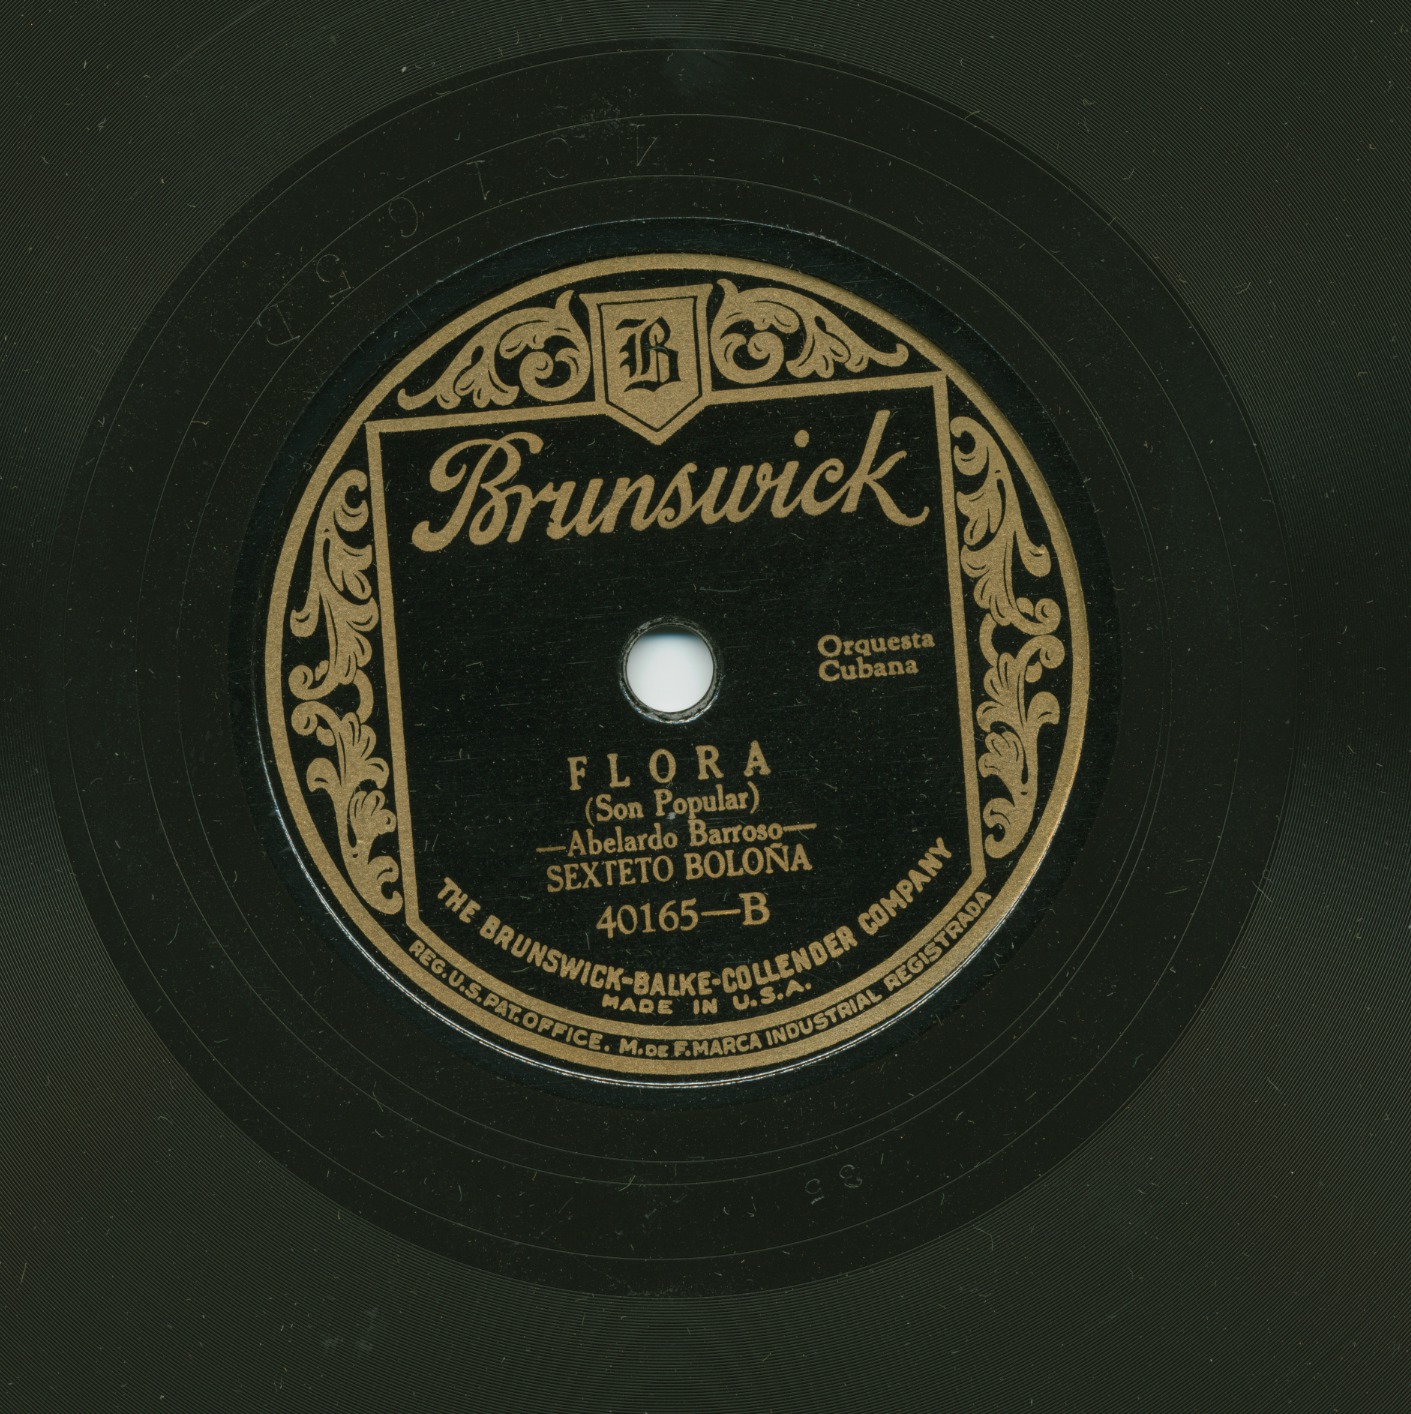 B
Brunswick
Orquesta
Cubana
FLORA
(Son Popular)
—Abelardo Barroso—
SEXTETO BOLOÑA
40165—B
THE BRUNSWICK-BALKE-COLLENDER COMPANY
MADE IN U.S.A.
REG.U.S.PAT.OFFICE. M.DE F.MARCA INDUSTRIAL REGISTRADA